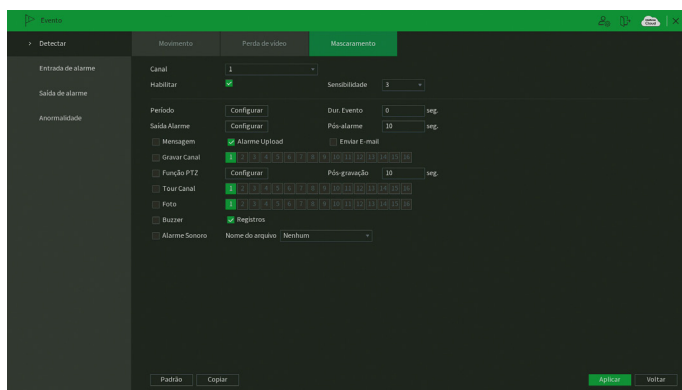 Evento
Detectar
Movimento
Perda de vídeo
Mascaramento
Entrada de alarme
Saída de alarme
Anormalidade
Canal 1
Habilitar Sensibilidade 3
Período Configurar Dur. Evento 0 seg.
Saída Alarme Configurar Pós-alarme 10 seg.
Mensagem Alarme Upload Enviar E-mail
Gravar Canal 1 2 3 4 5 6 7 8 9 10 11 12 13 14 15 16
Função PTZ Configurar Pós-gravação 10 seg.
Tour Canal 1 2 3 4 5 6 7 8 9 10 11 12 13 14 15 16
Foto 1 2 3 4 5 6 7 8 9 10 11 12 13 14 15 16
Buzzer Registros
Alarme Sonoro Nome do arquivo Nenhum
Padrão Copiar Aplicar Voltar